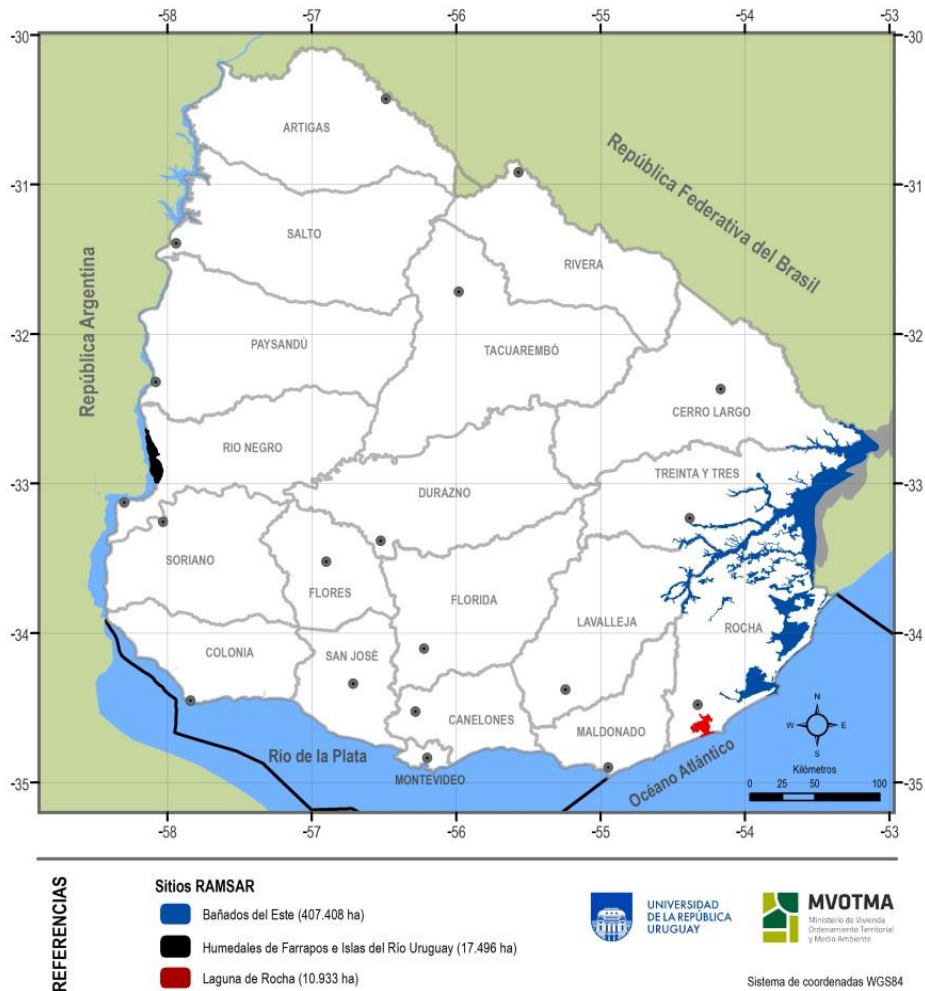 -58
-57
-56
-55
-54
-53
-30
-30
ARTIGAS
República Federativa del Brasil
-31
-31
SALTO
RIVERA
República Argentina
-32
-32
PAYSANDÚ
TACUAREMBÓ
CERRO LARGO
RIO NEGRO
TREINTA Y TRES
DURAZNO
-33
-33
SORIANO
FLORES
FLORIDA
LAVALLEJA
ROCHA
-34
-34
COLONIA
SAN JOSÉ
CANELONES
MALDONADO
Río de la Plata
MONTEVIDEO
Océano Atlántico
N
W
E
S
Kilómetros
0
50
100
-35
-35
-58
-57
-56
-55
-54
-53
REFERENCIAS
Sitios RAMSAR
Bañados del Este (407.408 ha)
Humedales de Farrapos e Islas del Río Uruguay (17.496 ha)
Laguna de Rocha (10.933 ha)
UNIVERSIDAD
DE LA REPÚBLICA
URUGUAY
MVOTMA
Ministerio de Vivienda
Ordenamiento Territorial
y Medio Ambiente
Sistema de coordenadas WGS84